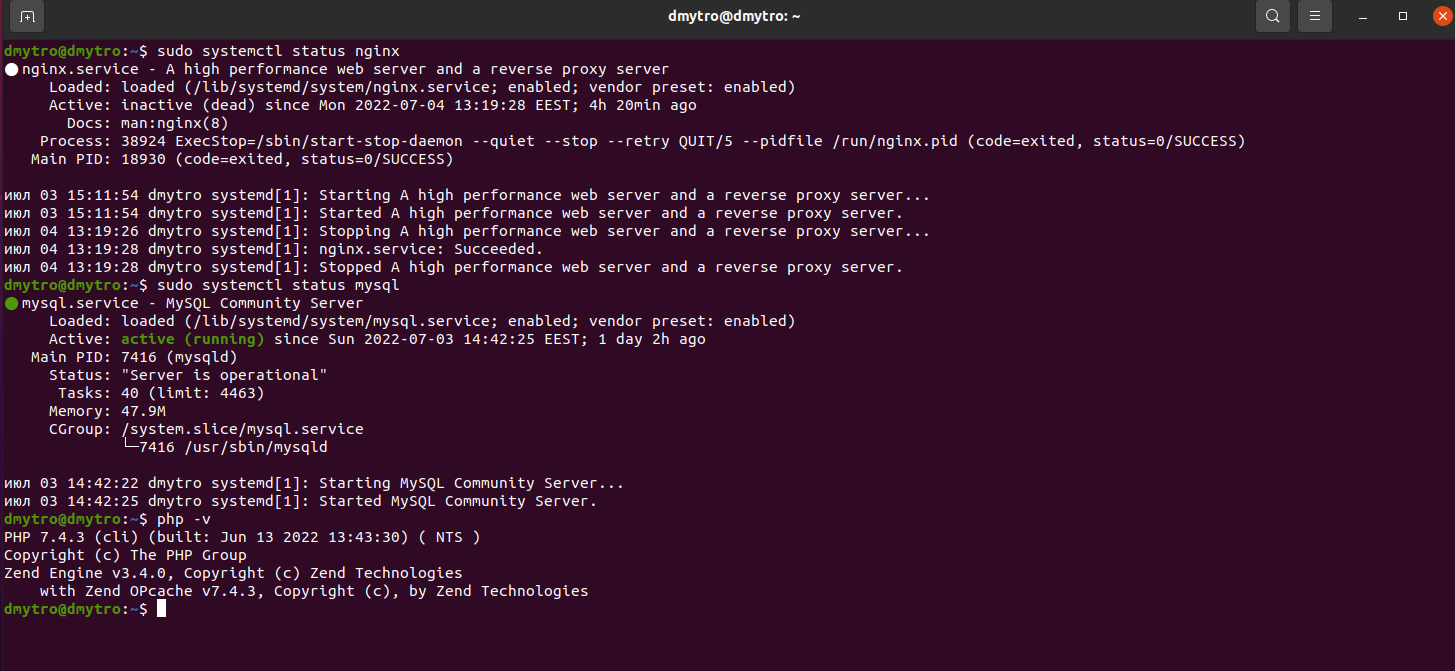 dmytro@dmytro: ~
dmytro@dmytro:~$ sudo systemctl status nginx
● nginx.service - A high performance web server and a reverse proxy server
     Loaded: loaded (/lib/systemd/system/nginx.service; enabled; vendor preset: enabled)
     Active: inactive (dead) since Mon 2022-07-04 13:19:28 EEST; 4h 20min ago
       Docs: man:nginx(8)
    Process: 38924 ExecStop=/sbin/start-stop-daemon --quiet --stop --retry QUIT/5 --pidfile /run/nginx.pid (code=exited, status=0/SUCCESS)
   Main PID: 18930 (code=exited, status=0/SUCCESS)

июл 03 15:11:54 dmytro systemd[1]: Starting A high performance web server and a reverse proxy server...
июл 03 15:11:54 dmytro systemd[1]: Started A high performance web server and a reverse proxy server.
июл 04 13:19:26 dmytro systemd[1]: Stopping A high performance web server and a reverse proxy server...
июл 04 13:19:28 dmytro systemd[1]: nginx.service: Succeeded.
июл 04 13:19:28 dmytro systemd[1]: Stopped A high performance web server and a reverse proxy server.
dmytro@dmytro:~$ sudo systemctl status mysql
● mysql.service - MySQL Community Server
     Loaded: loaded (/lib/systemd/system/mysql.service; enabled; vendor preset: enabled)
     Active: active (running) since Sun 2022-07-03 14:42:25 EEST; 1 day 2h ago
   Main PID: 7416 (mysqld)
     Status: "Server is operational"
      Tasks: 40 (limit: 4463)
     Memory: 47.9M
     CGroup: /system.slice/mysql.service
             └─7416 /usr/sbin/mysqld

июл 03 14:42:22 dmytro systemd[1]: Starting MySQL Community Server...
июл 03 14:42:25 dmytro systemd[1]: Started MySQL Community Server.
dmytro@dmytro:~$ php -v
PHP 7.4.3 (cli) (built: Jun 13 2022 13:43:30) ( NTS )
Copyright (c) The PHP Group
Zend Engine v3.4.0, Copyright (c) Zend Technologies
    with Zend OPcache v7.4.3, Copyright (c), by Zend Technologies
dmytro@dmytro:~$